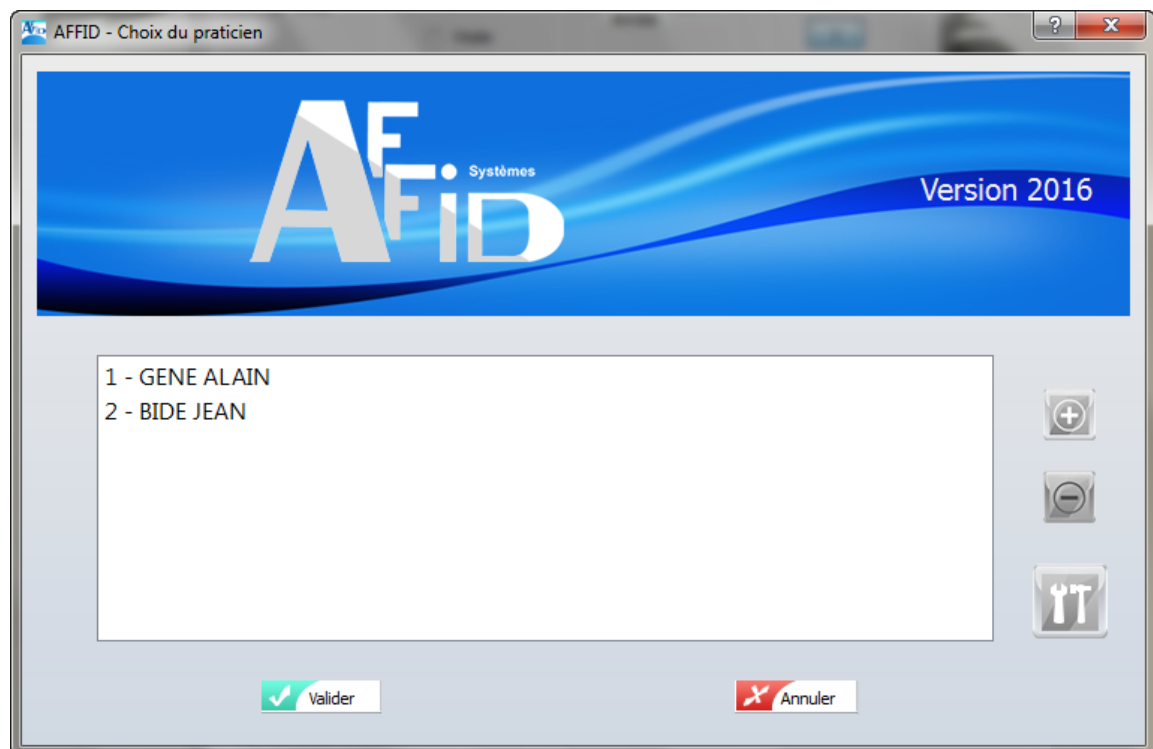 AFFID - Choix du praticien
AFFiD Systèmes
Version 2016
1 - GENE ALAIN
2 - BIDE JEAN
Valider
Annuler